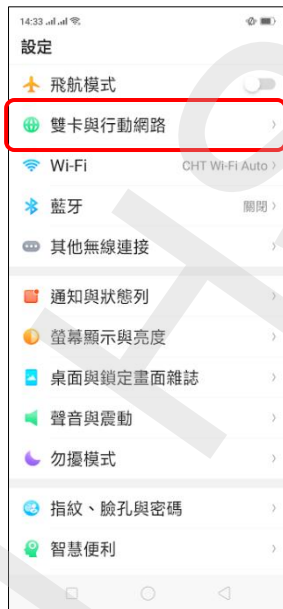 14:33
設定
飛航模式
雙卡與行動網路
Wi-Fi CHT Wi-Fi Auto
藍牙 關閉
其他無線連接
通知與狀態列
螢幕顯示與亮度
桌面與鎖定畫面雜誌
聲音與震動
勿擾模式
指紋、臉孔與密碼
智慧便利